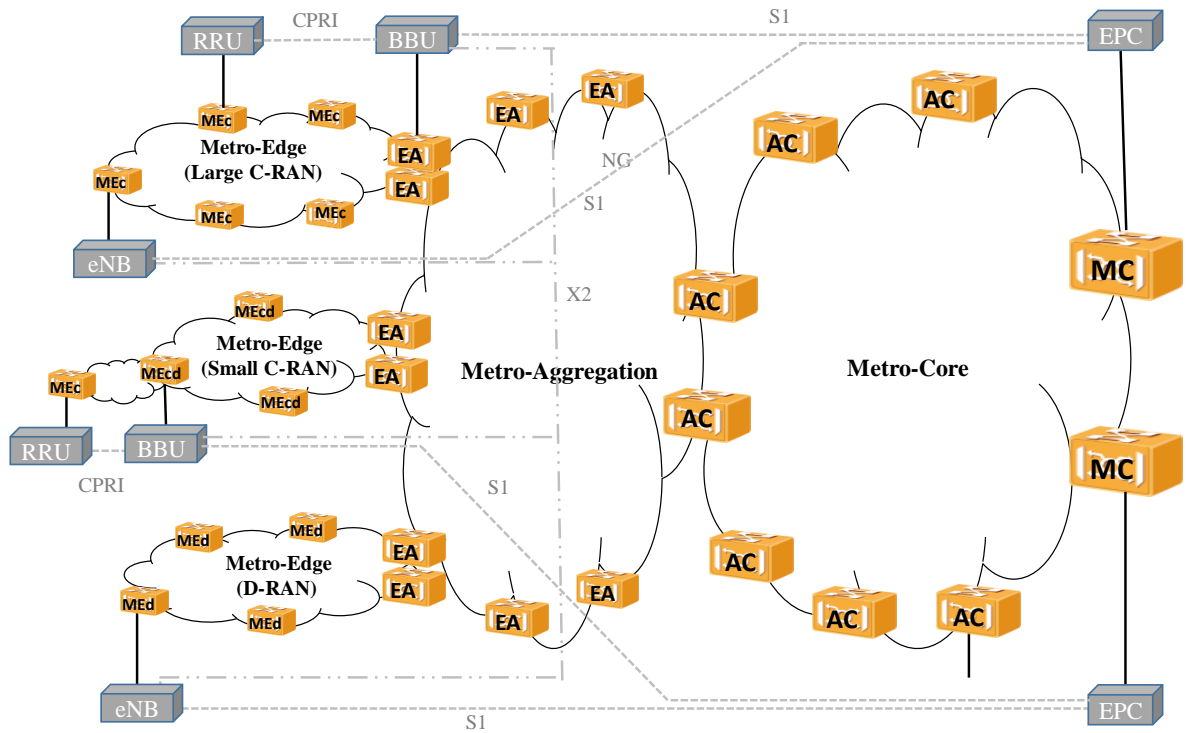 CPRI
S1
RRU
BBU
EPC
EA
EA
AC
AC
MEc
MEc
Metro-Edge
(Large C-RAN)
EA
EA
NG
MEc
S1
MEc
MEc
eNB
MC
X2
AC
MEcd
EA
Metro-Edge
(Small C-RAN)
MEc
MEcd
EA
Metro-Aggregation
Metro-Core
MEcd
AC
RRU
BBU
MC
CPRI
S1
MEd
MEd
EA
AC
Metro-Edge
(D-RAN)
EA
EA
MEd
MEd
EA
AC
AC
eNB
EPC
S1